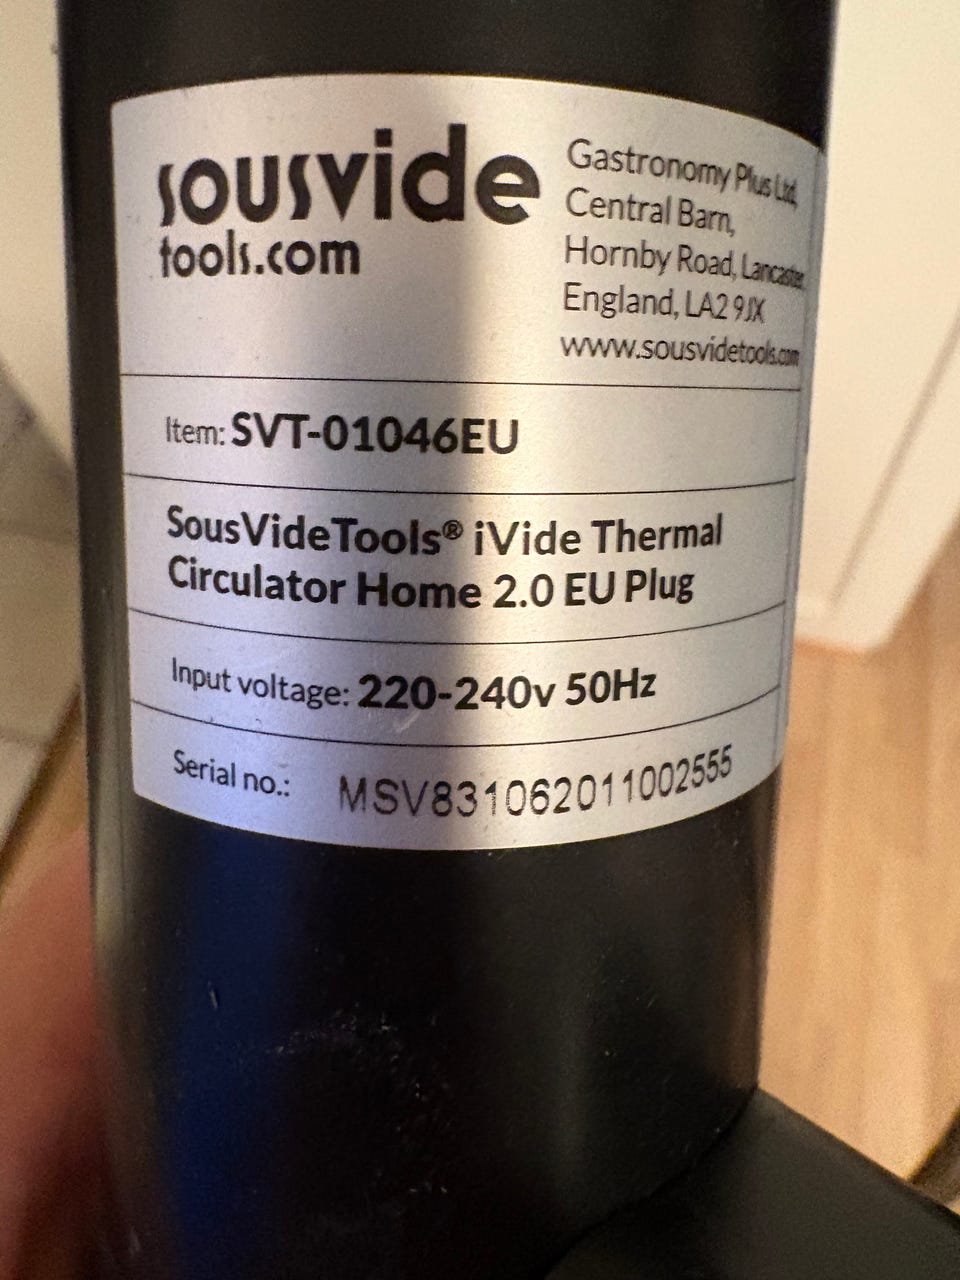 sousvide
tools.com
Gastronomy Plus Ltd,
Central Barn,
Hornby Road, Lancaster,
England, LA2 9JX
www.sousvidetools.com
Item: SVT-01046EU
SousVideTools® iVide Thermal
Circulator Home 2.0 EU Plug
Input voltage: 220-240v 50Hz
Serial no.: MSV831062011002555